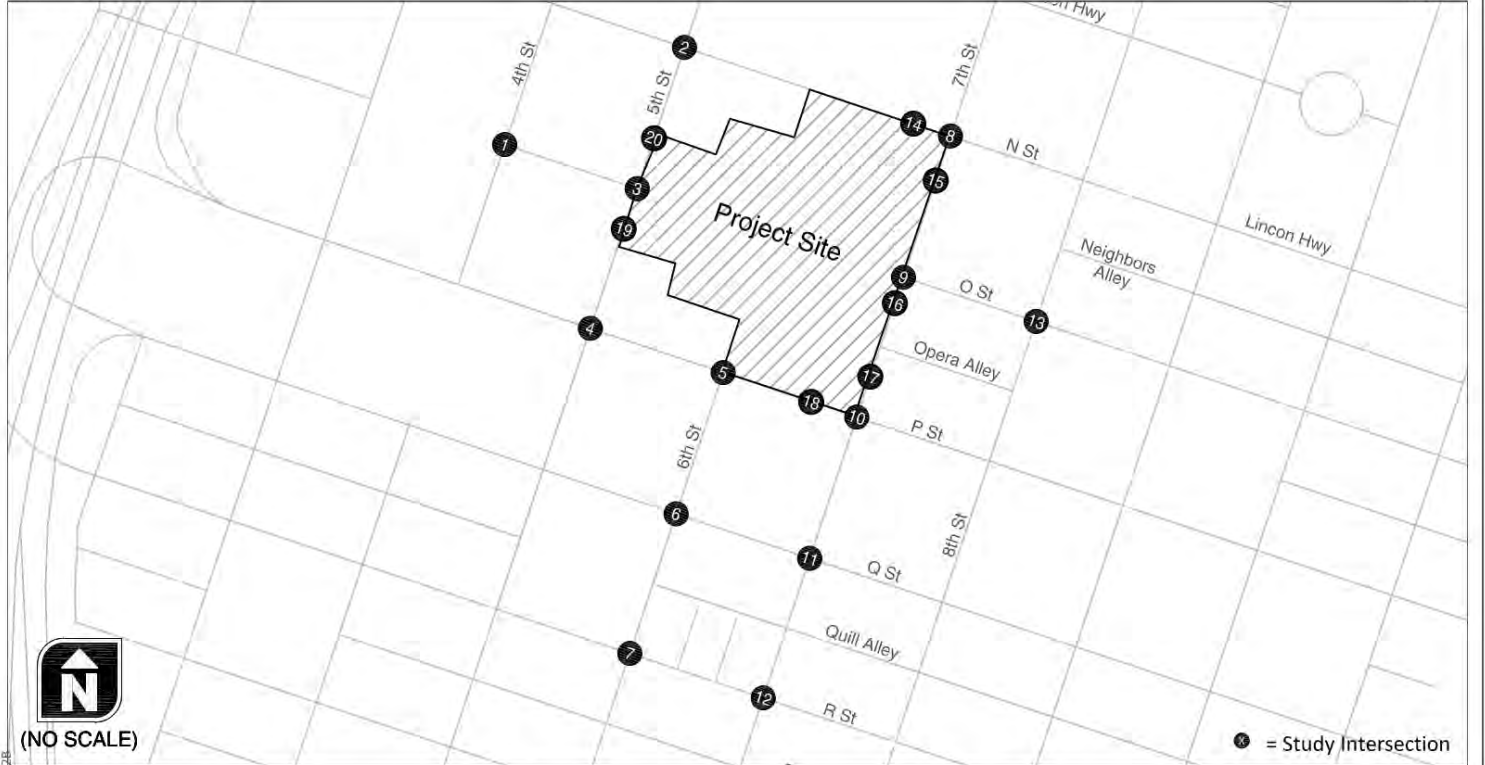 n Hwy
4th St
2
5th St
7th St
14
8
20
1
N St
3
15
19
Project Site
Lincon Hwy
Neighbors
Alley
9
O St
16
13
4
Opera Alley
5
17
18
10
P St
6th St
6
8th St
11
Q St
Quill Alley
7
12
R St
N
(NO SCALE)
x = Study Intersection